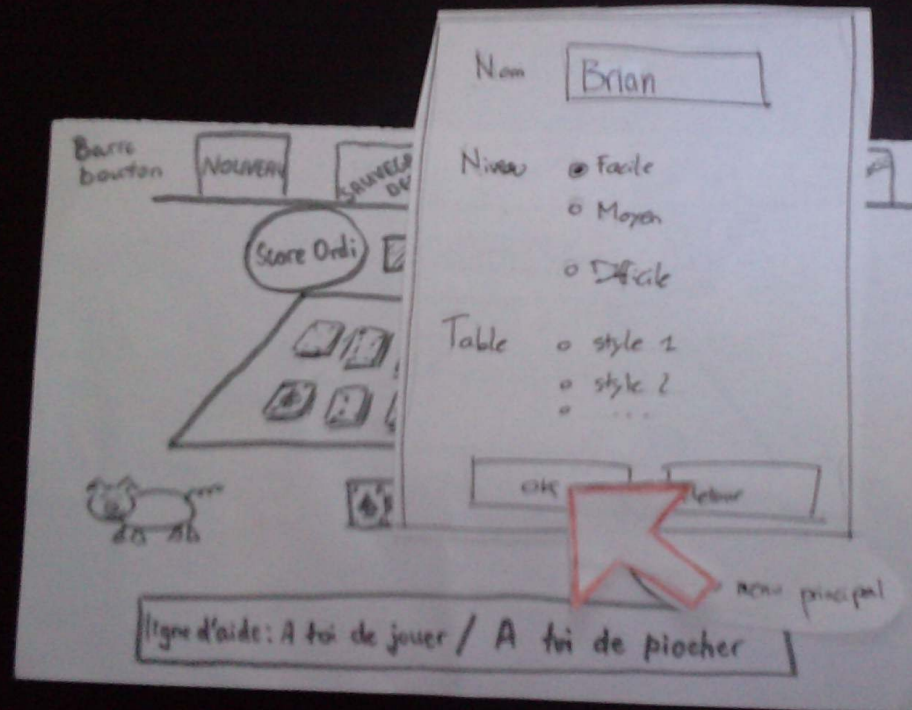 Nom Brian
Niveau Facile
Moyen
Difficile
Table style 1
style 2
...
OK Retour
menu principal
Barre
bouton
NOUVEAU
Score Ordi
ligne d'aide: A toi de jouer / A toi de piocher